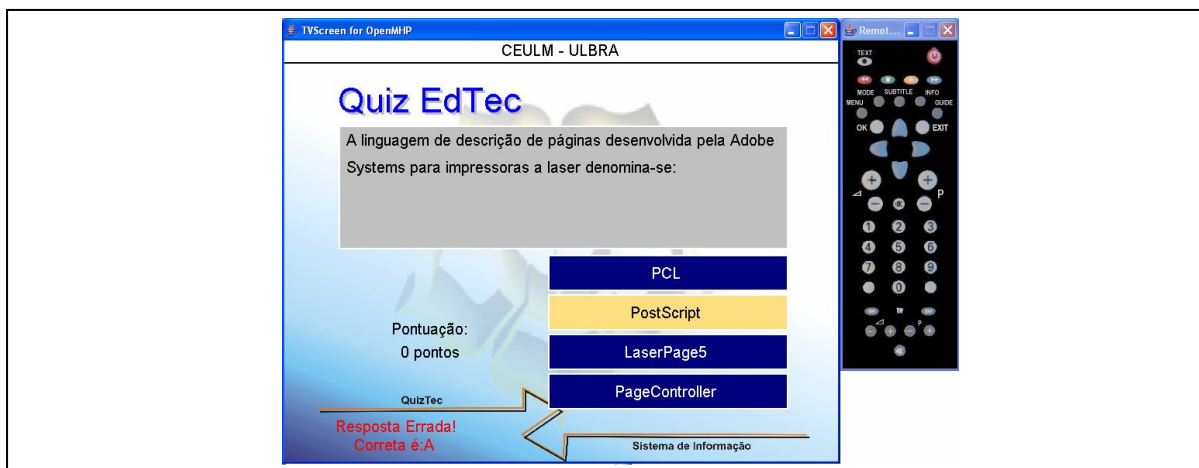 TVScreen for OpenMHP
CEULM - ULBRA
Quiz EdTec
A linguagem de descrição de páginas desenvolvida pela Adobe
Systems para impressoras a laser denomina-se:
PCL
PostScript
LaserPage5
PageController
Pontuação:
0 pontos
QuizTec
Resposta Errada!
Correta é:A
Sistema de Informação
Remot...
TEXT
MODE SUBTITLE INFO
MENU GUIDE
OK EXIT
P
1 2 3
4 5 6
7 8 9
0
TV
P